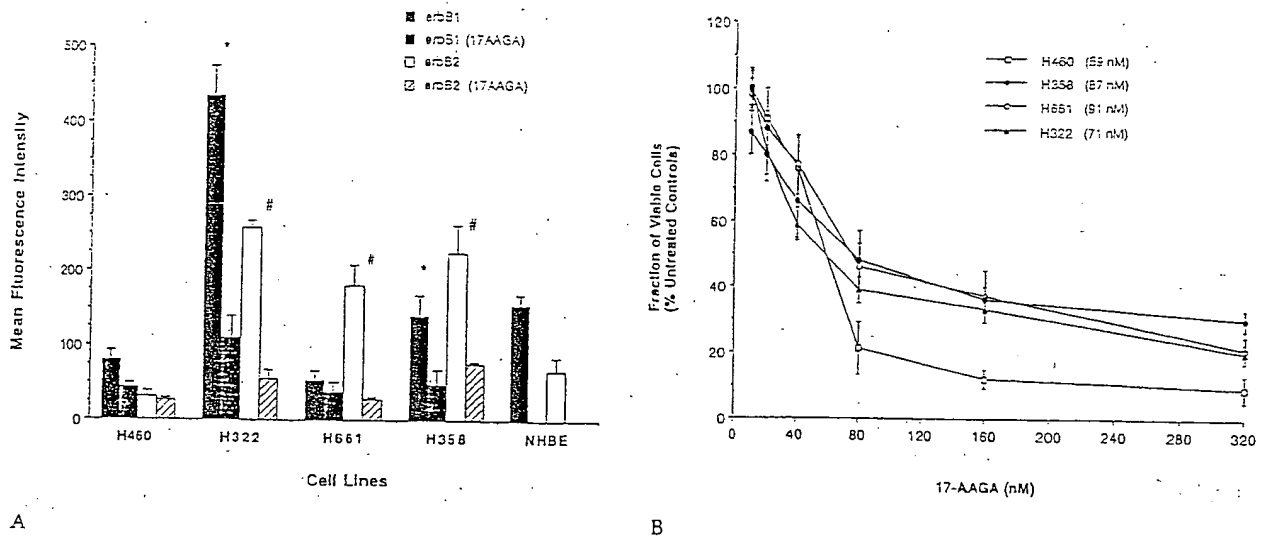 erbB1
erbB1 (17AAGA)
erbB2
erbB2 (17AAGA)
Mean Fluorescence Intensity
500
400
300
200
100
0
*
#
#
*
#
H460
H322
H661
H358
NHBE
Cell Lines
A
Fraction of Viable Cells
(% Untreated Controls)
120
100
80
60
40
20
0
H460 (59 nM)
H358 (87 nM)
H661 (91 nM)
H322 (71 nM)
0
40
80
120
160
200
240
280
320
17-AAGA (nM)
B